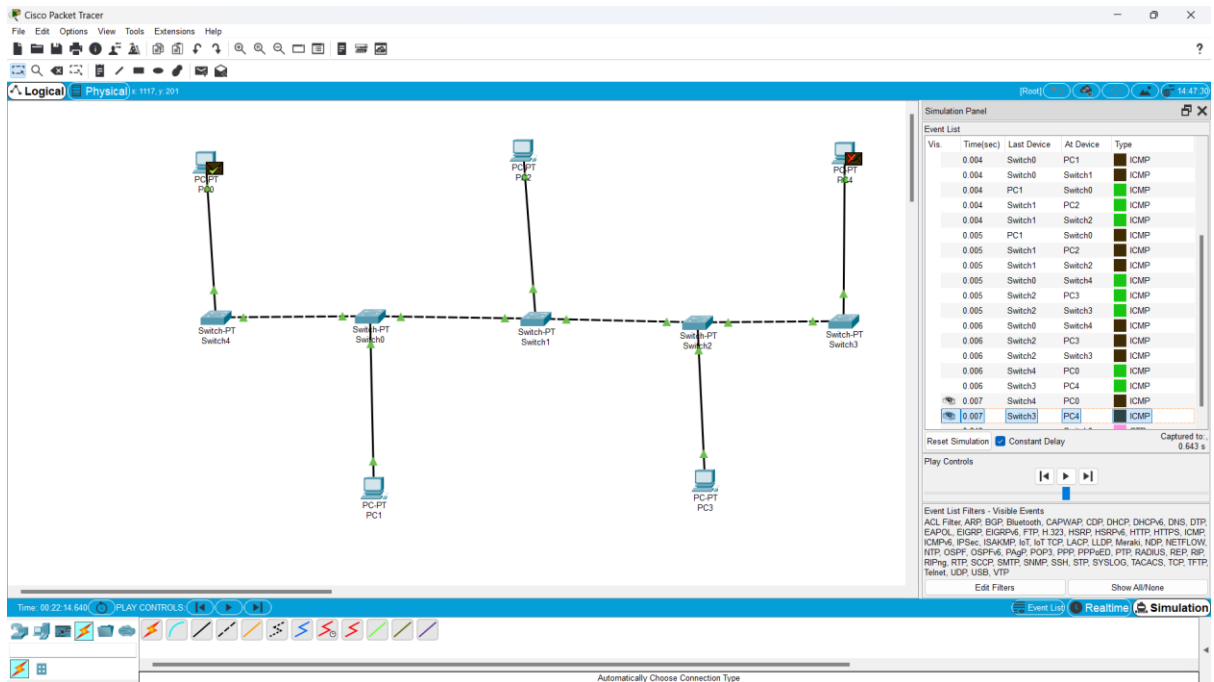 Cisco Packet Tracer
File Edit Options View Tools Extensions Help
?
Logical Physical x: 1117, y: 201 [Root] 14:47:30
PC-PT
PC0
PC-PT
PC2
PC-PT
PC4
Switch-PT
Switch4
Switch-PT
Switch0
Switch-PT
Switch1
Switch-PT
Switch2
Switch-PT
Switch3
PC-PT
PC1
PC-PT
PC3
Simulation Panel
Event List
Vis. Time(sec) Last Device At Device Type
0.004 Switch0 PC1 ICMP
0.004 Switch0 Switch1 ICMP
0.004 PC1 Switch0 ICMP
0.004 Switch1 PC2 ICMP
0.004 Switch1 Switch2 ICMP
0.005 PC1 Switch0 ICMP
0.005 Switch1 PC2 ICMP
0.005 Switch1 Switch2 ICMP
0.005 Switch0 Switch4 ICMP
0.005 Switch2 PC3 ICMP
0.005 Switch2 Switch3 ICMP
0.006 Switch0 Switch4 ICMP
0.006 Switch2 PC3 ICMP
0.006 Switch2 Switch3 ICMP
0.006 Switch4 PC0 ICMP
0.006 Switch3 PC4 ICMP
0.007 Switch4 PC0 ICMP
0.007 Switch3 PC4 ICMP
Reset Simulation Constant Delay Captured to:
0.643 s
Play Controls
Event List Filters - Visible Events
ACL Filter, ARP, BGP, Bluetooth, CAPWAP, CDP, DHCP, DHCPv6, DNS, DTP,
EAPOL, EIGRP, EIGRPv6, FTP, H.323, HSRP, HSRPv6, HTTP, HTTPS, ICMP,
ICMPv6, IPSec, ISAKMP, IoT, IoT TCP, LACP, LLDP, Meraki, NDP, NETFLOW,
NTP, OSPF, OSPFv6, PAgP, POP3, PPP, PPPoED, PTP, RADIUS, REP, RIP,
RIPng, RTP, SCCP, SMTP, SNMP, SSH, STP, SYSLOG, TACACS, TCP, TFTP,
Telnet, UDP, USB, VTP
Edit Filters Show All/None
Time: 00:22:14.640 PLAY CONTROLS: Event List Realtime Simulation
Automatically Choose Connection Type